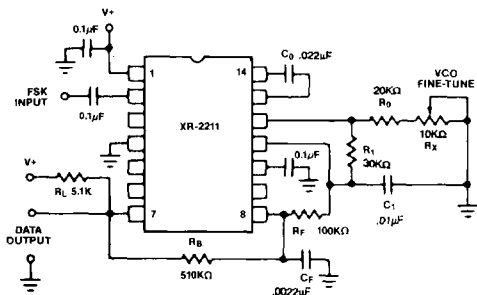 V+
0.1µF
FSK
INPUT
0.1µF
1
14
XR-2211
7
8
C0 .022µF
VCO
FINE-TUNE
20KΩ
R0
10KΩ
RX
R1
30KΩ
0.1µF
C1
.01µF
V+
RL 5.1K
DATA
OUTPUT
RB
510KΩ
RF
100KΩ
CF
.0022µF